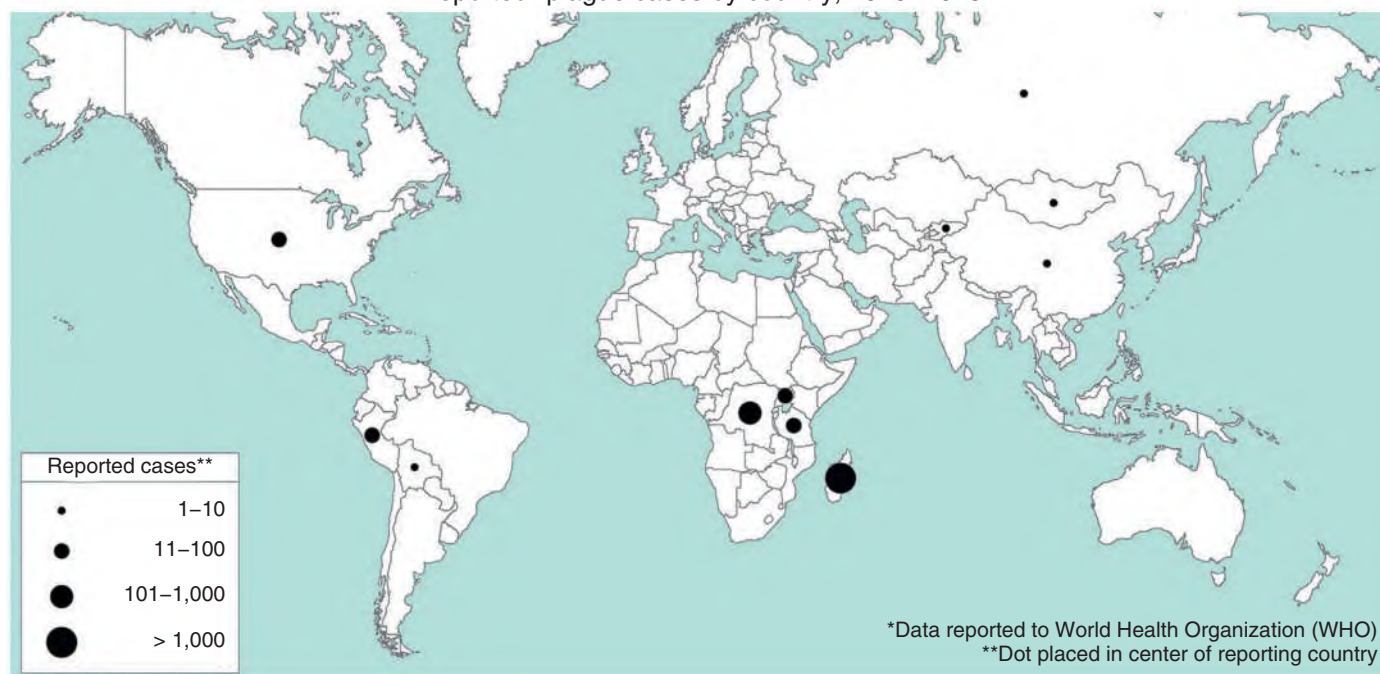 plague cases by country,
Reported cases**
1–10
11–100
101–1,000
> 1,000
*Data reported to World Health Organization (WHO)
**Dot placed in center of reporting country